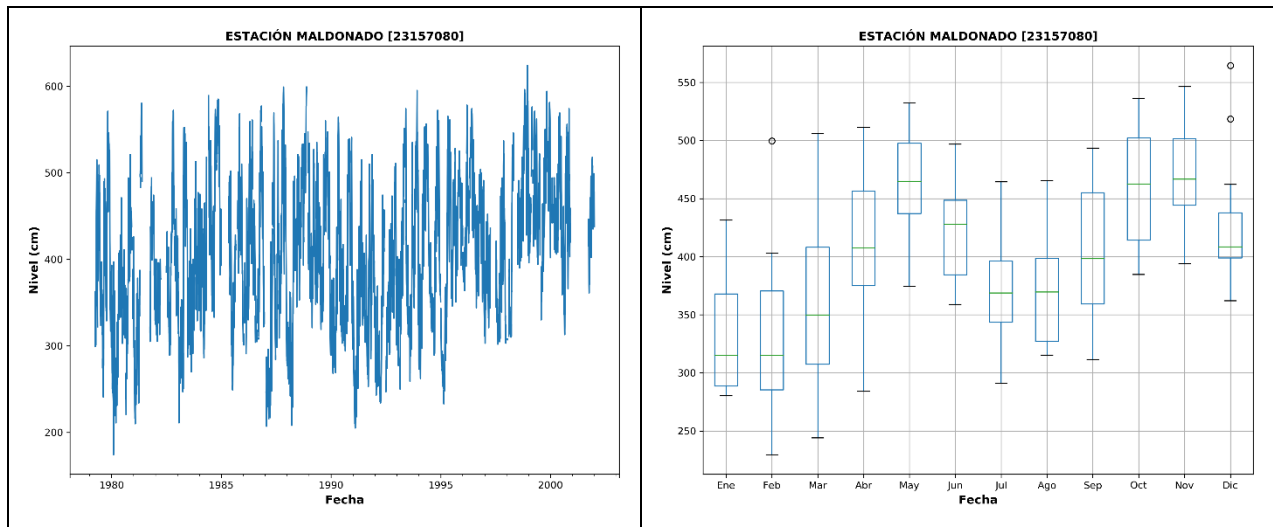 ESTACIÓN MALDONADO [23157080]
600
500
400
300
200
Nivel (cm)
1980 1985 1990 1995 2000
Fecha
ESTACIÓN MALDONADO [23157080]
550
500
450
400
350
300
250
Nivel (cm)
Ene Feb Mar Abr May Jun Jul Ago Sep Oct Nov Dic
Fecha